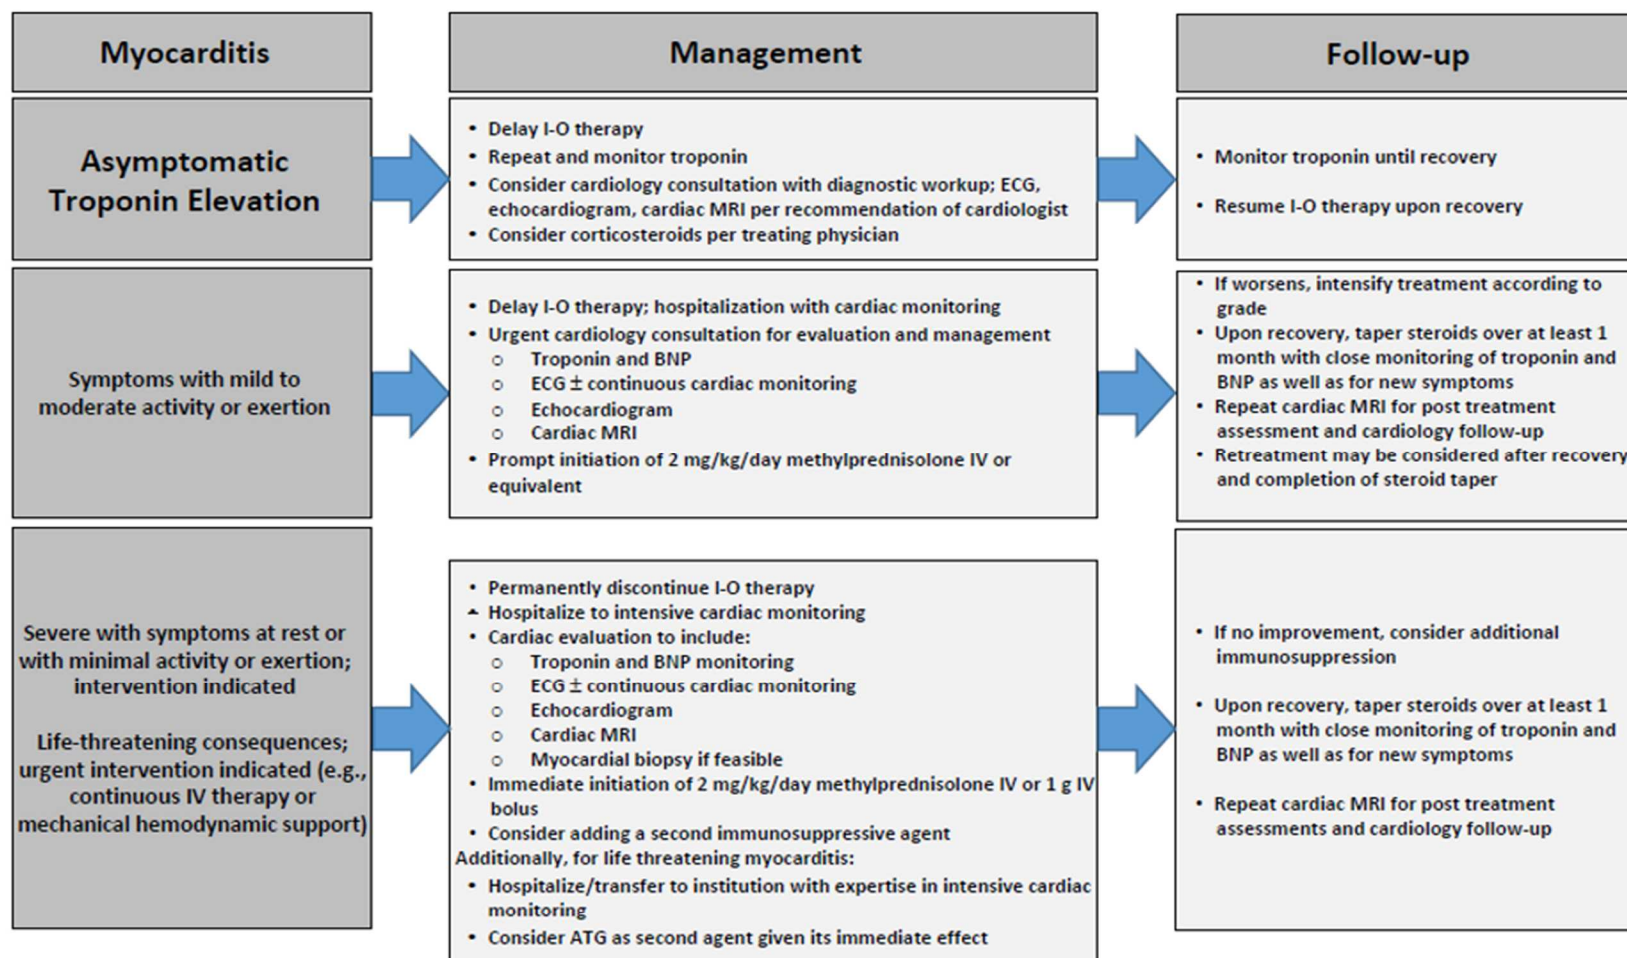 Myocarditis
Management
Follow-up
Asymptomatic
Troponin Elevation
• Delay I-O therapy
• Repeat and monitor troponin
• Consider cardiology consultation with diagnostic workup; ECG,
echocardiogram, cardiac MRI per recommendation of cardiologist
• Consider corticosteroids per treating physician
• Monitor troponin until recovery
• Resume I-O therapy upon recovery
Symptoms with mild to
moderate activity or exertion
• Delay I-O therapy; hospitalization with cardiac monitoring
• Urgent cardiology consultation for evaluation and management
o Troponin and BNP
o ECG ± continuous cardiac monitoring
o Echocardiogram
o Cardiac MRI
• Prompt initiation of 2 mg/kg/day methylprednisolone IV or
equivalent
• If worsens, intensify treatment according to
grade
• Upon recovery, taper steroids over at least 1
month with close monitoring of troponin and
BNP as well as for new symptoms
• Repeat cardiac MRI for post treatment
assessment and cardiology follow-up
• Retreatment may be considered after recovery
and completion of steroid taper
Severe with symptoms at rest or
with minimal activity or exertion;
intervention indicated
Life-threatening consequences;
urgent intervention indicated (e.g.,
continuous IV therapy or
mechanical hemodynamic support)
• Permanently discontinue I-O therapy
• Hospitalize to intensive cardiac monitoring
• Cardiac evaluation to include:
o Troponin and BNP monitoring
o ECG ± continuous cardiac monitoring
o Echocardiogram
o Cardiac MRI
o Myocardial biopsy if feasible
• Immediate initiation of 2 mg/kg/day methylprednisolone IV or 1 g IV
bolus
• Consider adding a second immunosuppressive agent
Additionally, for life threatening myocarditis:
• Hospitalize/transfer to institution with expertise in intensive cardiac
monitoring
• Consider ATG as second agent given its immediate effect
• If no improvement, consider additional
immunosuppression
• Upon recovery, taper steroids over at least 1
month with close monitoring of troponin and
BNP as well as for new symptoms
• Repeat cardiac MRI for post treatment
assessments and cardiology follow-up